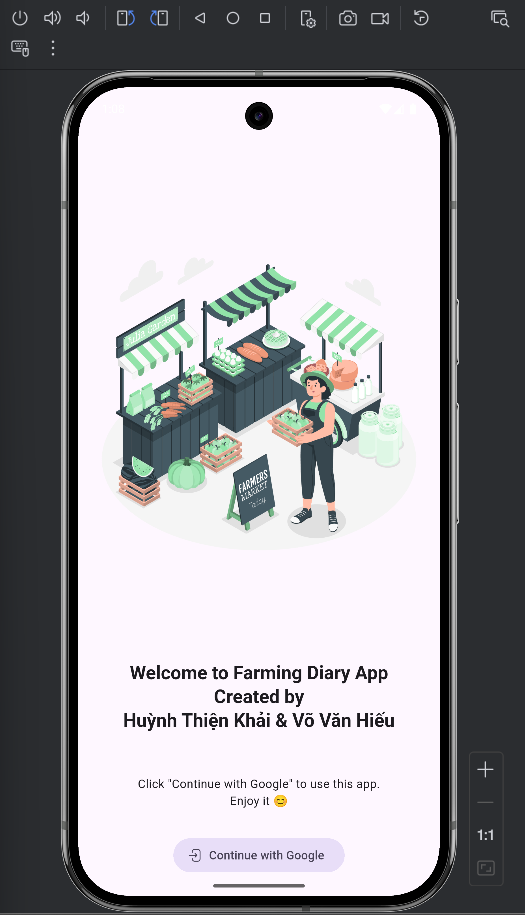 FARMERS
MARKET
Today
Welcome to Farming Diary App
Created by
Huỳnh Thiện Khải & Võ Văn Hiếu
Click "Continue with Google" to use this app.
Enjoy it 😊
Continue with Google
1:1